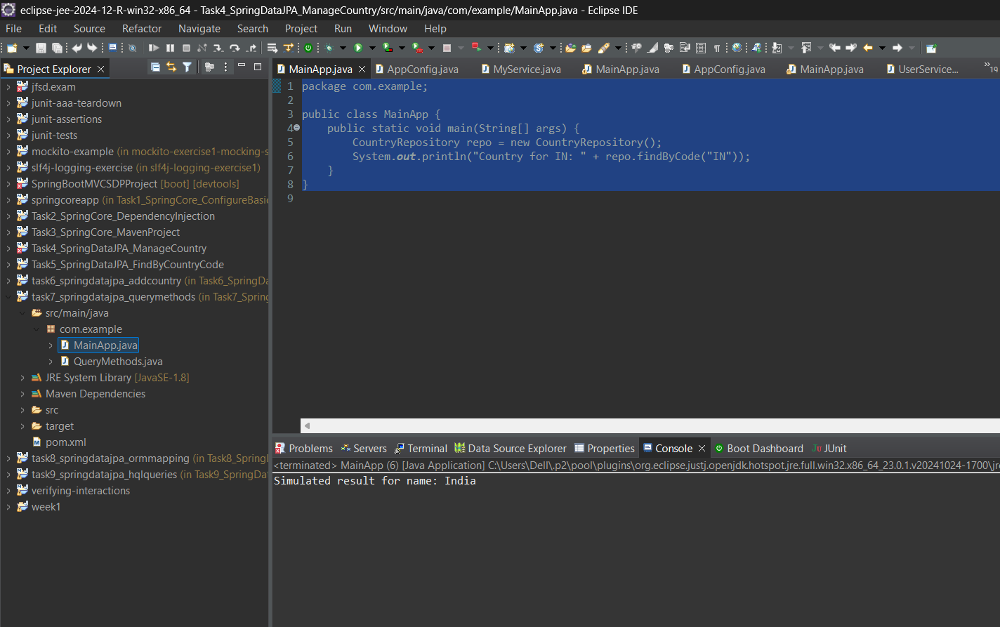 eclipse-jee-2024-12-R-win32-x86_64 - Task4_SpringDataJPA_ManageCountry/src/main/java/com/example/MainApp.java - Eclipse IDE
File Edit Source Refactor Navigate Search Project Run Window Help
Project Explorer
jfsd.exam
junit-aaa-teardown
junit-assertions
junit-tests
mockito-example (in mockito-exercise1-mocking-s
slf4j-logging-exercise (in slf4j-logging-exercise1)
SpringBootMVCSDPProject [boot] [devtools]
springcoreapp (in Task1_SpringCore_ConfigureBasic
Task2_SpringCore_DependencyInjection
Task3_SpringCore_MavenProject
Task4_SpringDataJPA_ManageCountry
Task5_SpringDataJPA_FindByCountryCode
task6_springdatajpa_addcountry (in Task6_SpringDa
task7_springdatajpa_querymethods (in Task7_Spring
src/main/java
com.example
MainApp.java
QueryMethods.java
JRE System Library [JavaSE-1.8]
Maven Dependencies
src
target
pom.xml
task8_springdatajpa_ormmapping (in Task8_Spring
task9_springdatajpa_hqlqueries (in Task9_SpringDat
verifying-interactions
week1
MainApp.java AppConfig.java MyService.java MainApp.java AppConfig.java MainApp.java UserService... »19
1 package com.example;
2
3 public class MainApp {
4 public static void main(String[] args) {
5 CountryRepository repo = new CountryRepository();
6 System.out.println("Country for IN: " + repo.findByCode("IN"));
7 }
8 }
9
Problems Servers Terminal Data Source Explorer Properties Console Boot Dashboard JUnit
<terminated> MainApp (6) [Java Application] C:\Users\Dell\.p2\pool\plugins\org.eclipse.justj.openjdk.hotspot.jre.full.win32.x86_64_23.0.1.v20241024-1700\jre
Simulated result for name: India